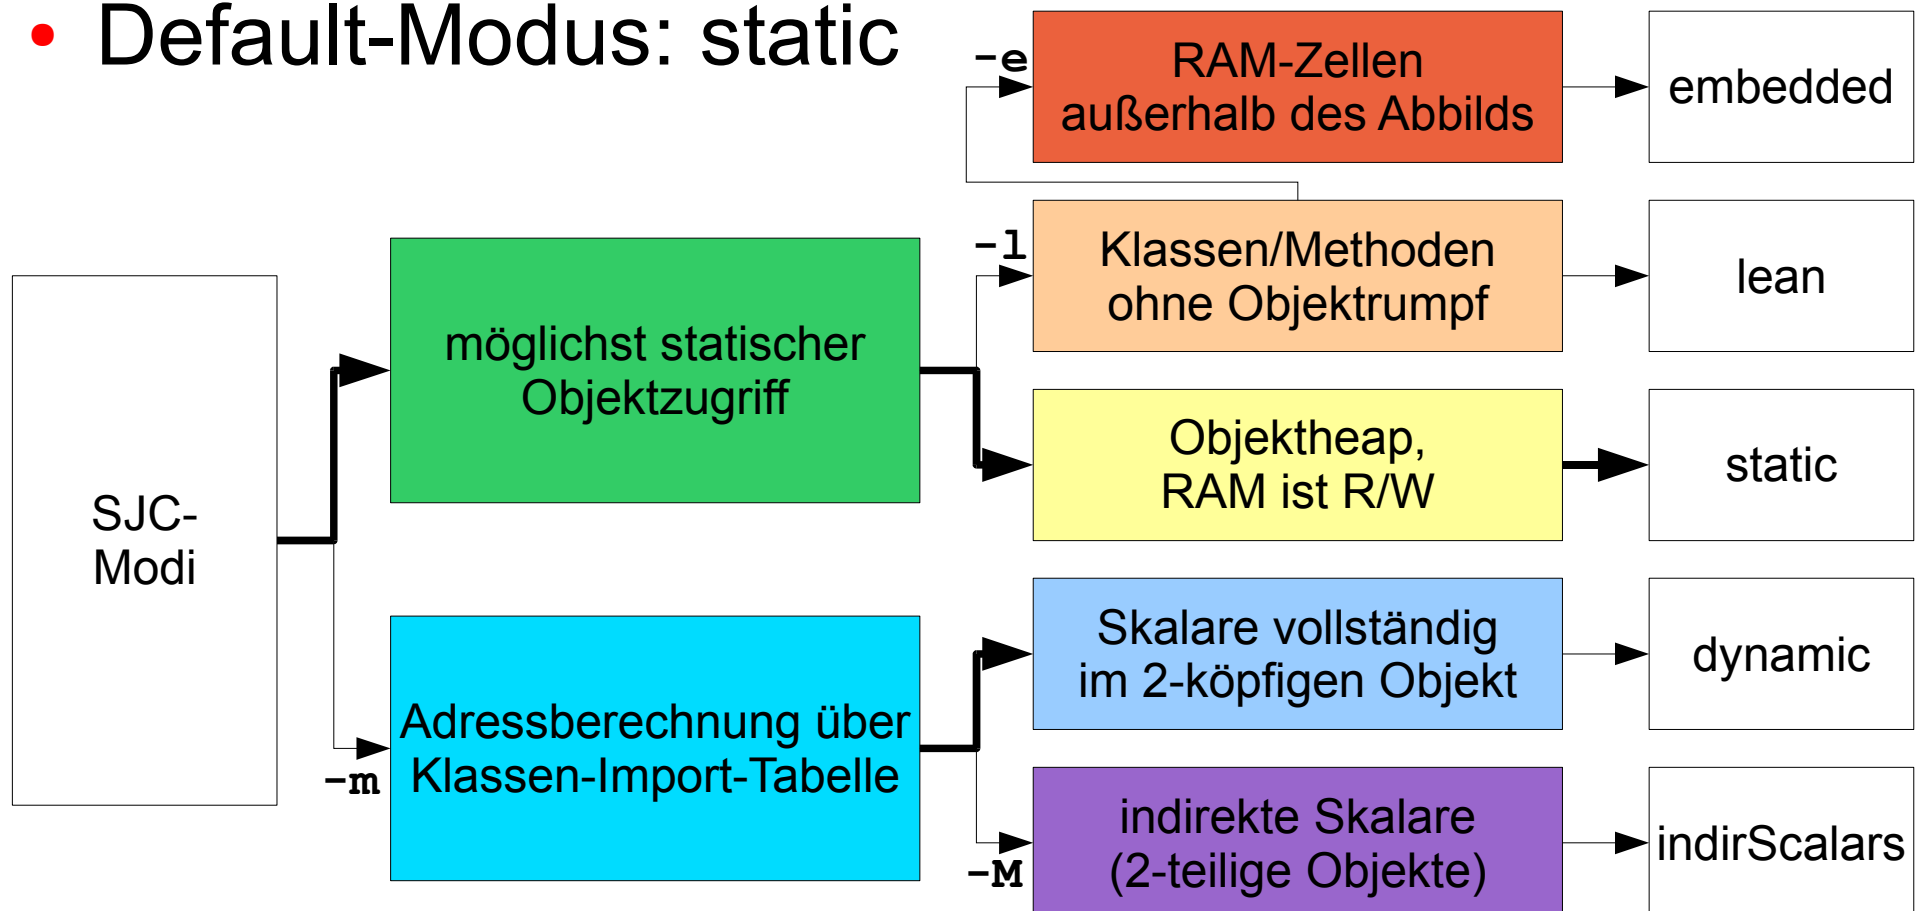 • Default-Modus: static
-e
RAM-Zellen
außerhalb des Abbilds
embedded
-l
Klassen/Methoden
ohne Objektrumpf
lean
möglichst statischer
Objektzugriff
Objektheap,
RAM ist R/W
static
SJC-
Modi
Skalare vollständig
im 2-köpfigen Objekt
dynamic
-m
Adressberechnung über
Klassen-Import-Tabelle
-M
indirekte Skalare
(2-teilige Objekte)
indirScalars